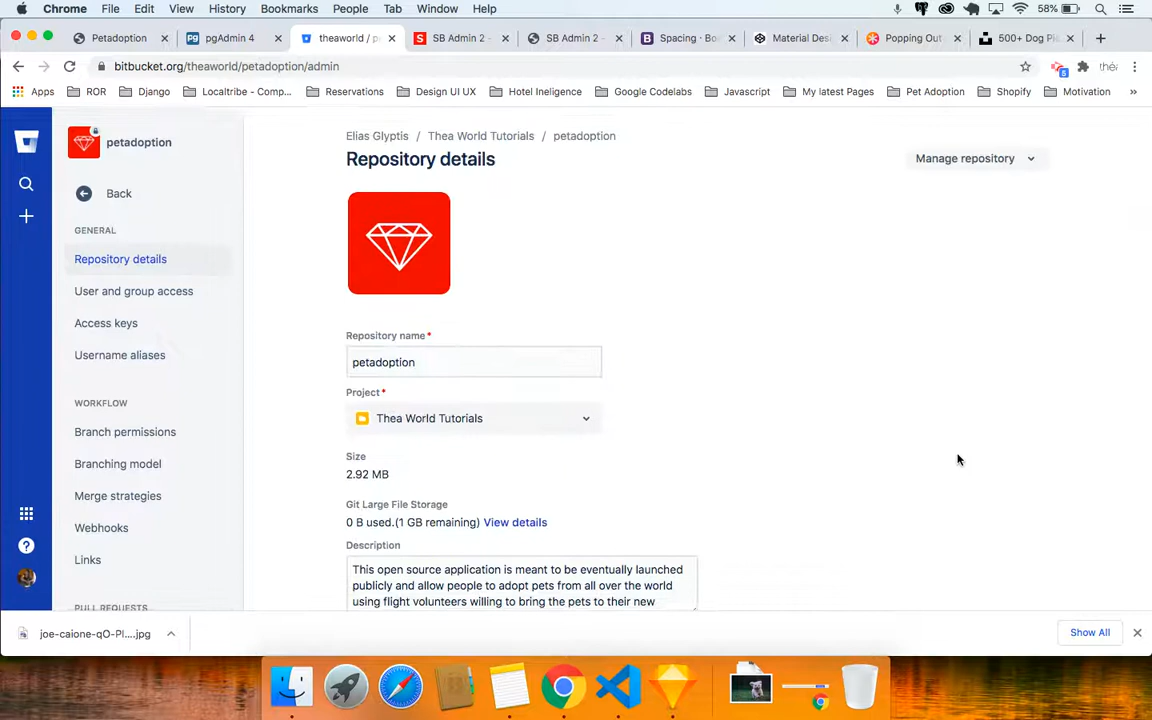 Chrome File Edit View History Bookmarks People Tab Window Help 58%
Petadoption pgAdmin 4 theaworld / p SB Admin 2 - SB Admin 2 - Spacing · Bo Material Des Popping Out 500+ Dog Pi
bitbucket.org/theaworld/petadoption/admin
Apps ROR Django Localtribe - Comp... Reservations Design UI UX Hotel Ineligence Google Codelabs Javascript My latest Pages Pet Adoption Shopify Motivation »
petadoption
Back
GENERAL
Repository details
User and group access
Access keys
Username aliases
WORKFLOW
Branch permissions
Branching model
Merge strategies
Webhooks
Links
PULL REQUESTS
Elias Glyptis / Thea World Tutorials / petadoption
Repository details
Manage repository
Repository name*
petadoption
Project*
Thea World Tutorials
Size
2.92 MB
Git Large File Storage
0 B used.(1 GB remaining) View details
Description
This open source application is meant to be eventually launched
publicly and allow people to adopt pets from all over the world
using flight volunteers willing to bring the pets to their new
joe-caione-qO-PI....jpg
Show All